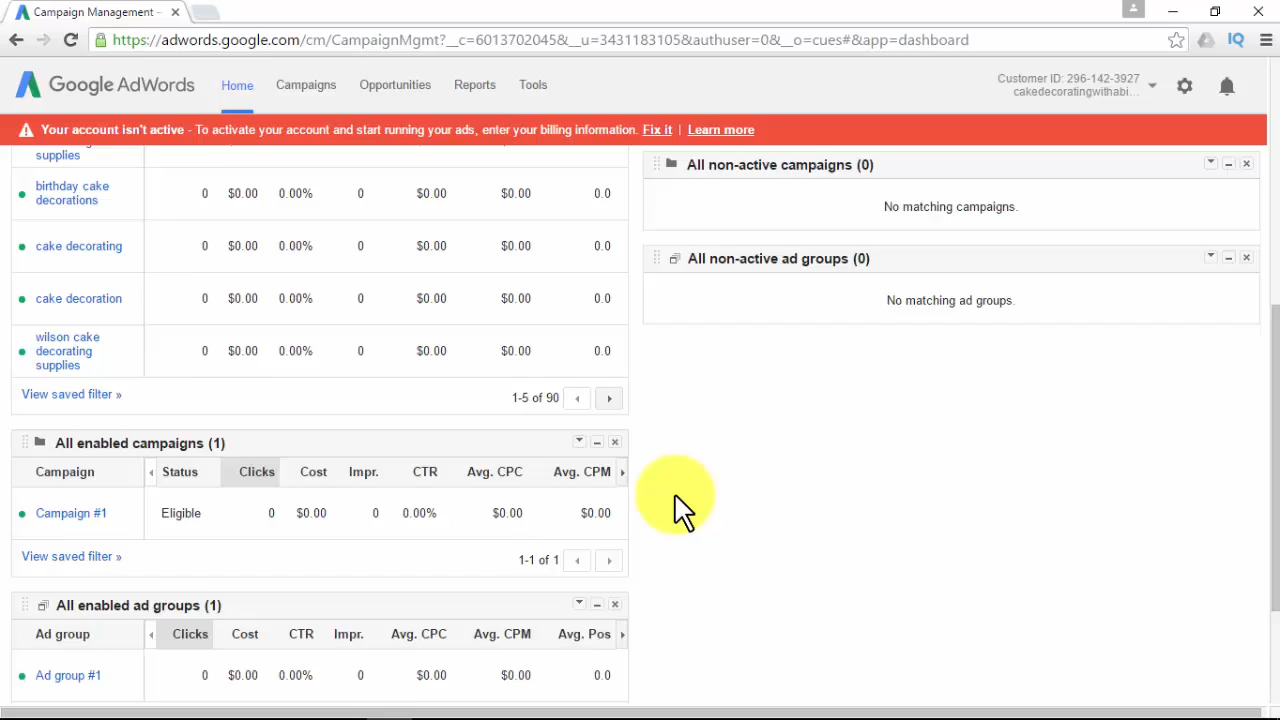 Campaign Management –
https://adwords.google.com/cm/CampaignMgmt?__c=6013702045&__u=3431183105&authuser=0&__o=cues#&app=dashboard
IQ
Google AdWords Home Campaigns Opportunities Reports Tools
Customer ID: 296-142-3927
cakedecoratingwithabi...
Your account isn't active - To activate your account and start running your ads, enter your billing information. Fix it | Learn more
supplies
birthday cake
decorations
0 $0.00 0.00% 0 $0.00 $0.00 0.0
cake decorating 0 $0.00 0.00% 0 $0.00 $0.00 0.0
cake decoration 0 $0.00 0.00% 0 $0.00 $0.00 0.0
wilson cake
decorating
supplies
0 $0.00 0.00% 0 $0.00 $0.00 0.0
View saved filter » 1-5 of 90
All enabled campaigns (1)
Campaign Status Clicks Cost Impr. CTR Avg. CPC Avg. CPM
Campaign #1 Eligible 0 $0.00 0 0.00% $0.00 $0.00
View saved filter » 1-1 of 1
All enabled ad groups (1)
Ad group Clicks Cost CTR Impr. Avg. CPC Avg. CPM Avg. Pos
Ad group #1 0 $0.00 0.00% 0 $0.00 $0.00 0.0
All non-active campaigns (0)
No matching campaigns.
All non-active ad groups (0)
No matching ad groups.